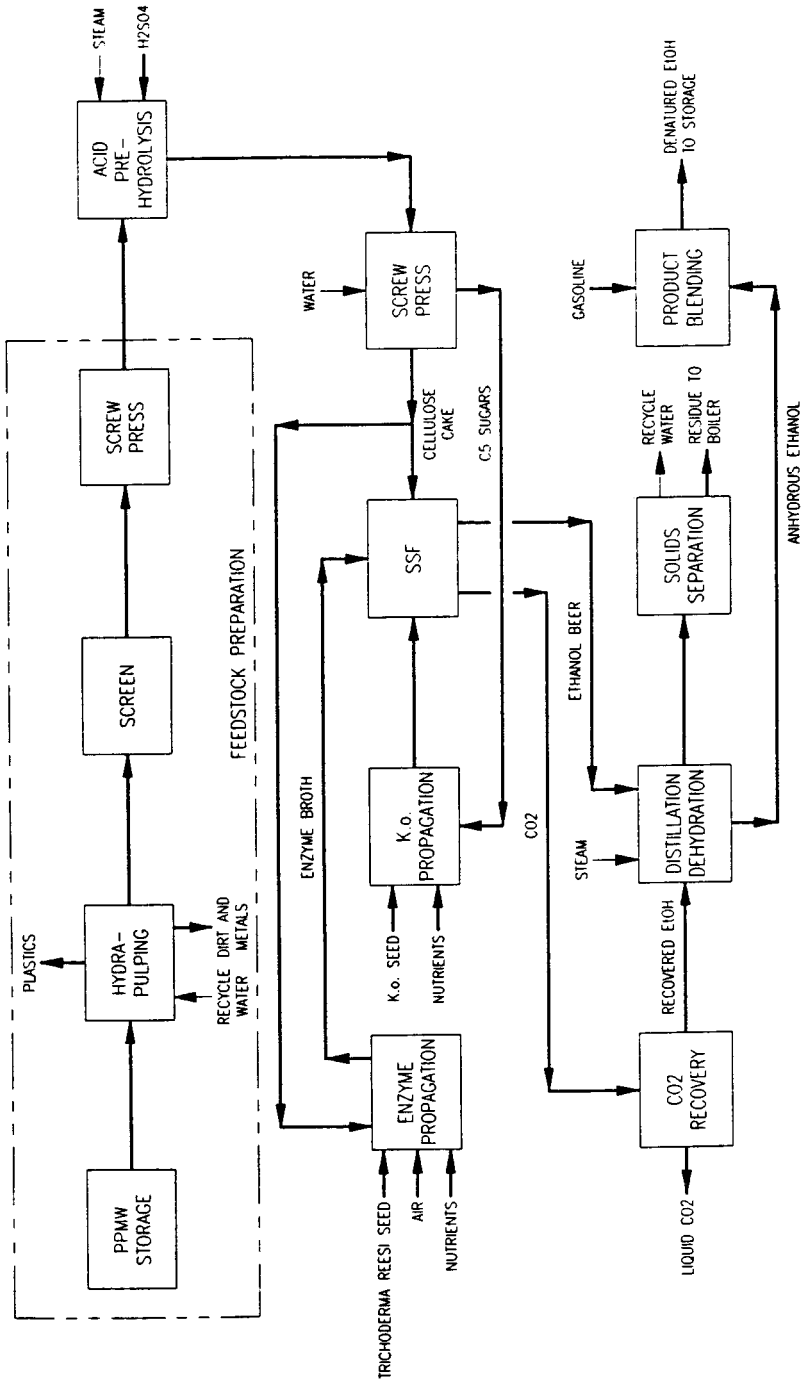 STEAM
H2SO4
ACID
PRE-
HYDROLYSIS
SCREW
PRESS
SCREEN
HYDRA-
PULPING
PLASTICS
RECYCLE
WATER
DIRT AND
METALS
PPMW
STORAGE
FEEDSTOCK PREPARATION
WATER
SCREW
PRESS
CELLULOSE
CAKE
C5 SUGARS
SSF
ENZYME BROTH
K.o.
PROPAGATION
K.o. SEED
NUTRIENTS
ENZYME
PROPAGATION
TRICHODERMA REESI SEED
AIR
NUTRIENTS
ETHANOL BEER
CO2
GASOLINE
PRODUCT
BLENDING
DENATURED EtOH
TO STORAGE
RECYCLE
WATER
RESIDUE TO
BOILER
SOLIDS
SEPARATION
STEAM
DISTILLATION
DEHYDRATION
RECOVERED EtOH
CO2
RECOVERY
LIQUID CO2
ANHYDROUS ETHANOL